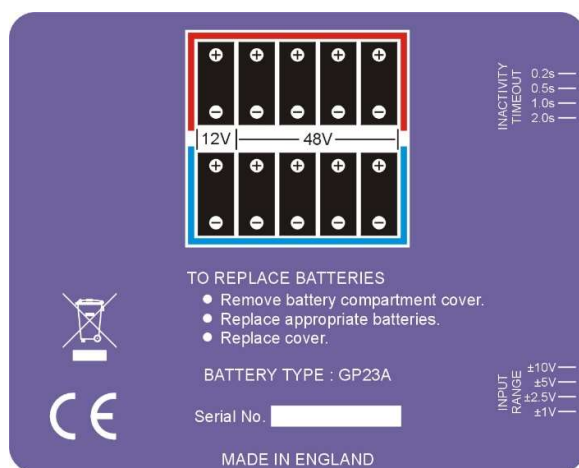 12V
48V
INACTIVITY
TIMEOUT
0.2s
0.5s
1.0s
2.0s
TO REPLACE BATTERIES
● Remove battery compartment cover.
● Replace appropriate batteries.
● Replace cover.
BATTERY TYPE : GP23A
Serial No.
MADE IN ENGLAND
CE
INPUT
RANGE
±10V
±5V
±2.5V
±1V